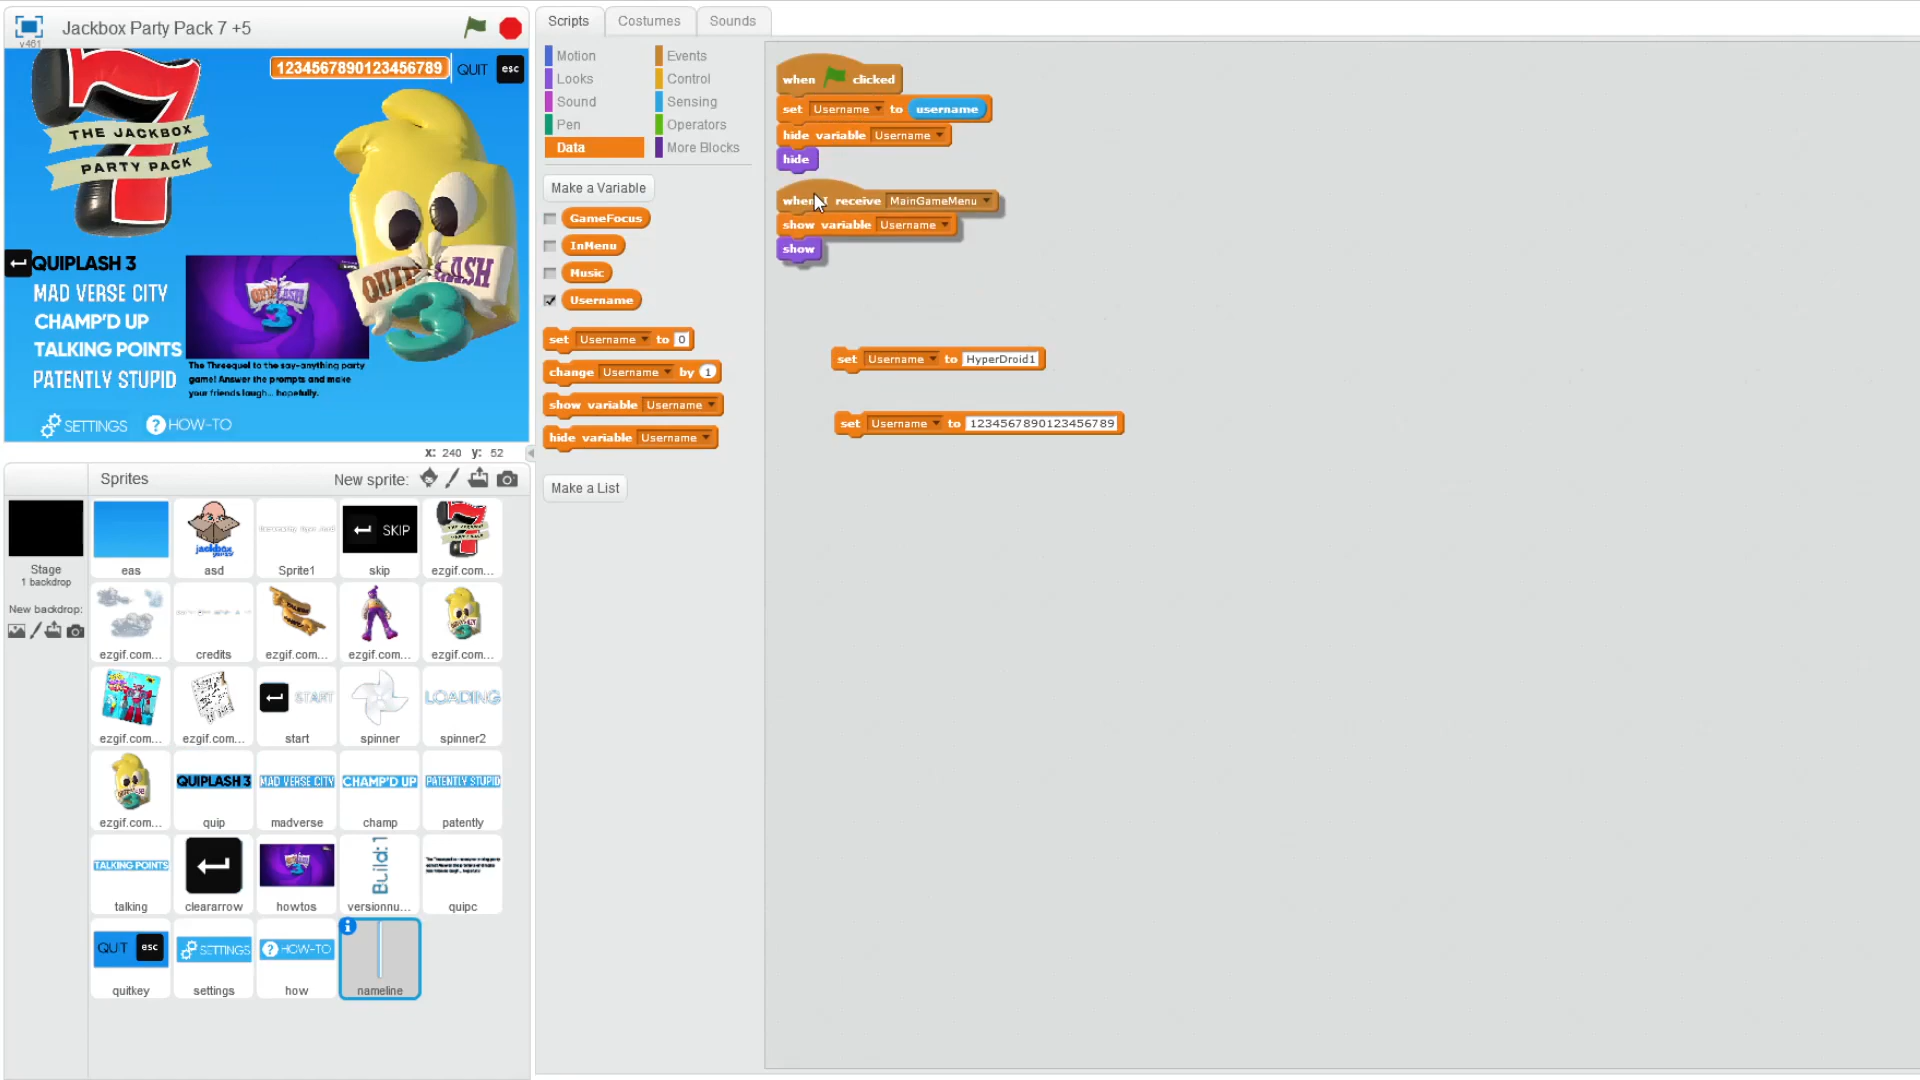 Jackbox Party Pack 7 +5
v461
1234567890123456789
QUIT esc
7
THE JACKBOX
PARTY PACK
QUIPLASH
3
QUIPLASH 3
MAD VERSE CITY
CHAMP'D UP
TALKING POINTS
PATENTLY STUPID
The Threequel to the say-anything party
game! Answer the prompts and make
your friends laugh... hopefully.
SETTINGS ? HOW-TO
x: 240 y: 52
Scripts Costumes Sounds
Motion Events
Looks Control
Sound Sensing
Pen Operators
Data More Blocks
Make a Variable
GameFocus
InMenu
Music
Username
set Username to 0
change Username by 1
show variable Username
hide variable Username
Make a List
when clicked
set Username to username
hide variable Username
hide
when I receive MainGameMenu
show variable Username
show
set Username to HyperDroid1
set Username to 1234567890123456789
Sprites New sprite:
Stage
1 backdrop
New backdrop:
SKIP
eas asd Sprite1 skip ezgif.com...
ezgif.com... credits ezgif.com... ezgif.com... ezgif.com...
START LOADING
ezgif.com... ezgif.com... start spinner spinner2
QUIPLASH 3 MAD VERSE CITY CHAMP'D UP PATENTLY STUPID
ezgif.com... quip madverse champ patently
TALKING POINTS Build: 1
talking cleararrow howtos versionnu... quipc
QUIT esc SETTINGS ? HOW-TO
quitkey settings how nameline